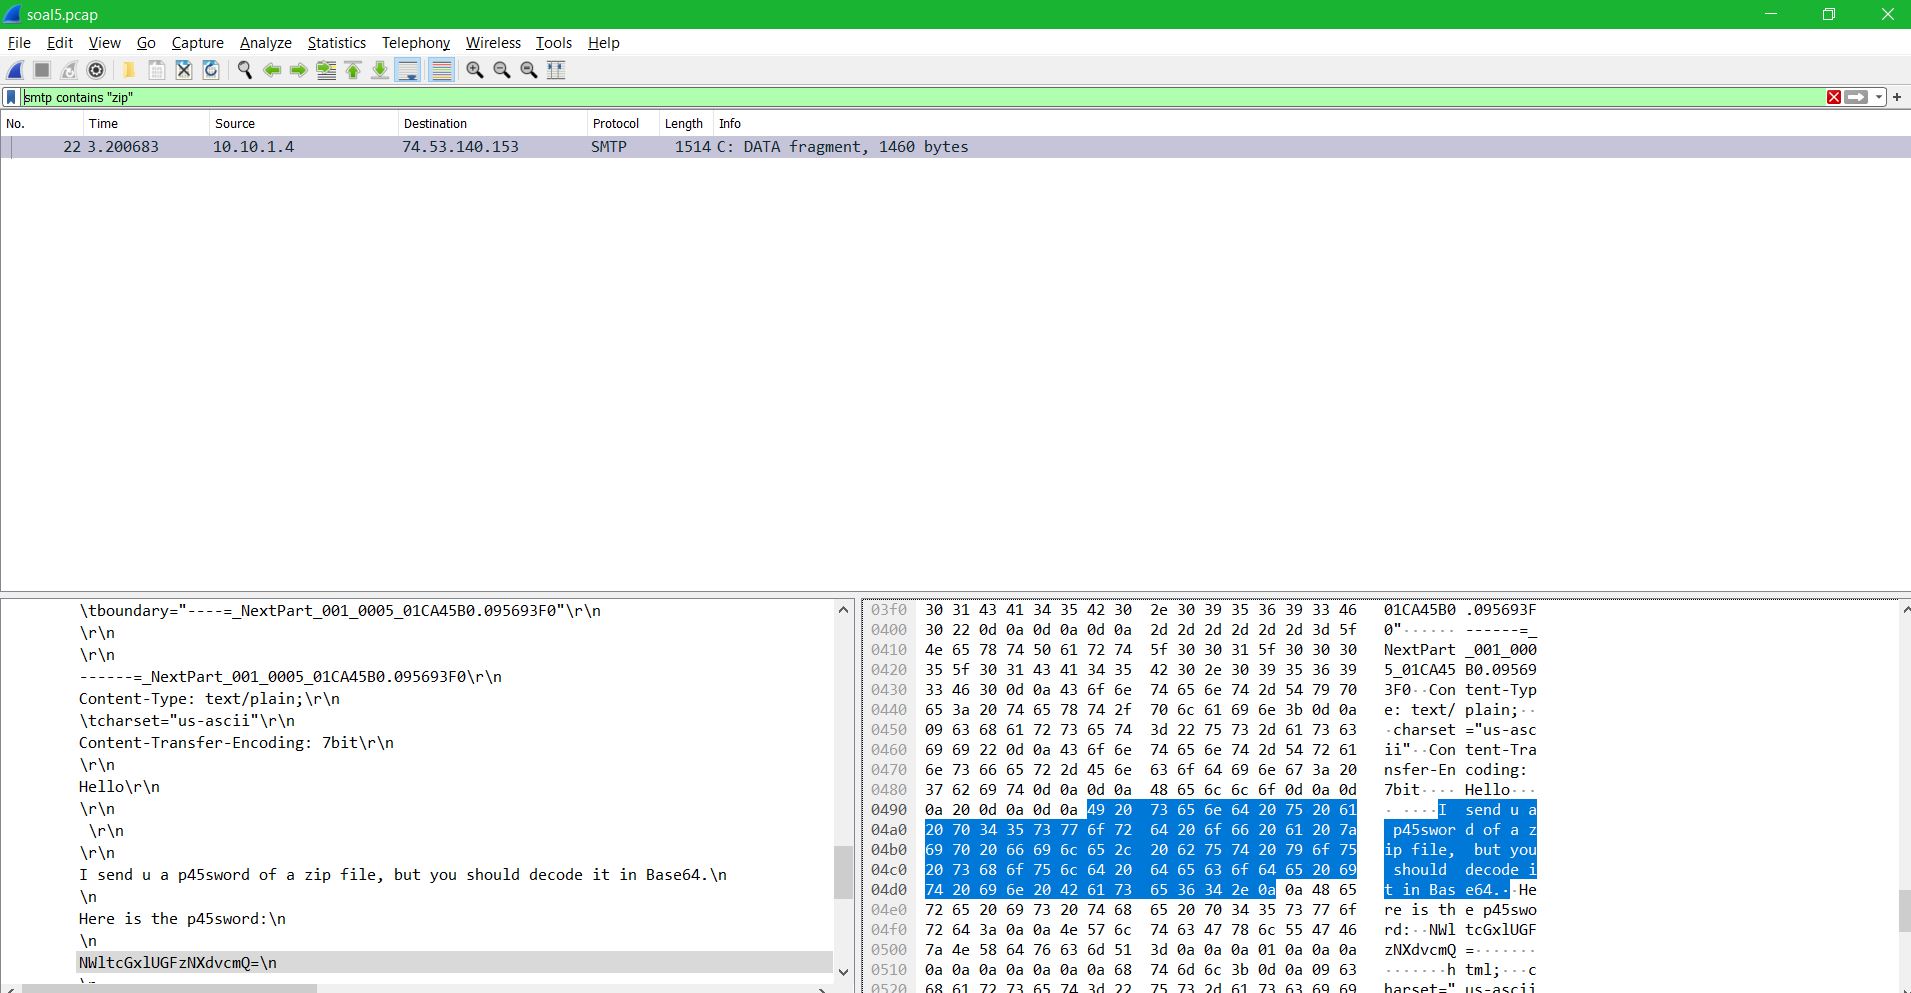 soal5.pcap
File Edit View Go Capture Analyze Statistics Telephony Wireless Tools Help
smtp contains "zip"
No. Time Source Destination Protocol Length Info
22 3.200683 10.10.1.4 74.53.140.153 SMTP 1514 C: DATA fragment, 1460 bytes
\tboundary="----=_NextPart_001_0005_01CA45B0.095693F0"\r\n
\r\n
\r\n
------=_NextPart_001_0005_01CA45B0.095693F0\r\n
Content-Type: text/plain;\r\n
\tcharset="us-ascii"\r\n
Content-Transfer-Encoding: 7bit\r\n
\r\n
Hello\r\n
\r\n
 \r\n
\r\n
I send u a p45sword of a zip file, but you should decode it in Base64.\n
\n
Here is the p45sword:\n
\n
NWltcGxlUGFzNXdvcmQ=\n
03f0 30 31 43 41 34 35 42 30 2e 30 39 35 36 39 33 46 01CA45B0 .095693F
0400 30 22 0d 0a 0d 0a 0d 0a 2d 2d 2d 2d 2d 2d 3d 5f 0"······ ------=_
0410 4e 65 78 74 50 61 72 74 5f 30 30 31 5f 30 30 30 NextPart _001_000
0420 35 5f 30 31 43 41 34 35 42 30 2e 30 39 35 36 39 5_01CA45 B0.09569
0430 33 46 30 0d 0a 43 6f 6e 74 65 6e 74 2d 54 79 70 3F0··Con tent-Typ
0440 65 3a 20 74 65 78 74 2f 70 6c 61 69 6e 3b 0d 0a e: text/ plain;··
0450 09 63 68 61 72 73 65 74 3d 22 75 73 2d 61 73 63 ·charset ="us-asc
0460 69 69 22 0d 0a 43 6f 6e 74 65 6e 74 2d 54 72 61 ii"··Con tent-Tra
0470 6e 73 66 65 72 2d 45 6e 63 6f 64 69 6e 67 3a 20 nsfer-En coding:
0480 37 62 69 74 0d 0a 0d 0a 48 65 6c 6c 6f 0d 0a 0d 7bit···· Hello···
0490 0a 20 0d 0a 0d 0a 49 20 73 65 6e 64 20 75 20 61 · ····I send u a
04a0 20 70 34 35 73 77 6f 72 64 20 6f 66 20 61 20 7a p45swor d of a z
04b0 69 70 20 66 69 6c 65 2c 20 62 75 74 20 79 6f 75 ip file, but you
04c0 20 73 68 6f 75 6c 64 20 64 65 63 6f 64 65 20 69 should decode i
04d0 74 20 69 6e 20 42 61 73 65 36 34 2e 0a 0a 48 65 t in Bas e64.··He
04e0 72 65 20 69 73 20 74 68 65 20 70 34 35 73 77 6f re is th e p45swo
04f0 72 64 3a 0a 0a 4e 57 6c 74 63 47 78 6c 55 47 46 rd:··NWl tcGxlUGF
0500 7a 4e 58 64 76 63 6d 51 3d 0a 0a 0a 01 0a 0a 0a zNXdvcmQ =·······
0510 0a 0a 0a 0a 0a 0a 0a 68 74 6d 6c 3b 0d 0a 09 63 ·······h tml;···c
0520 68 61 72 73 65 74 3d 22 75 73 2d 61 73 63 69 69 harset=" us-ascii